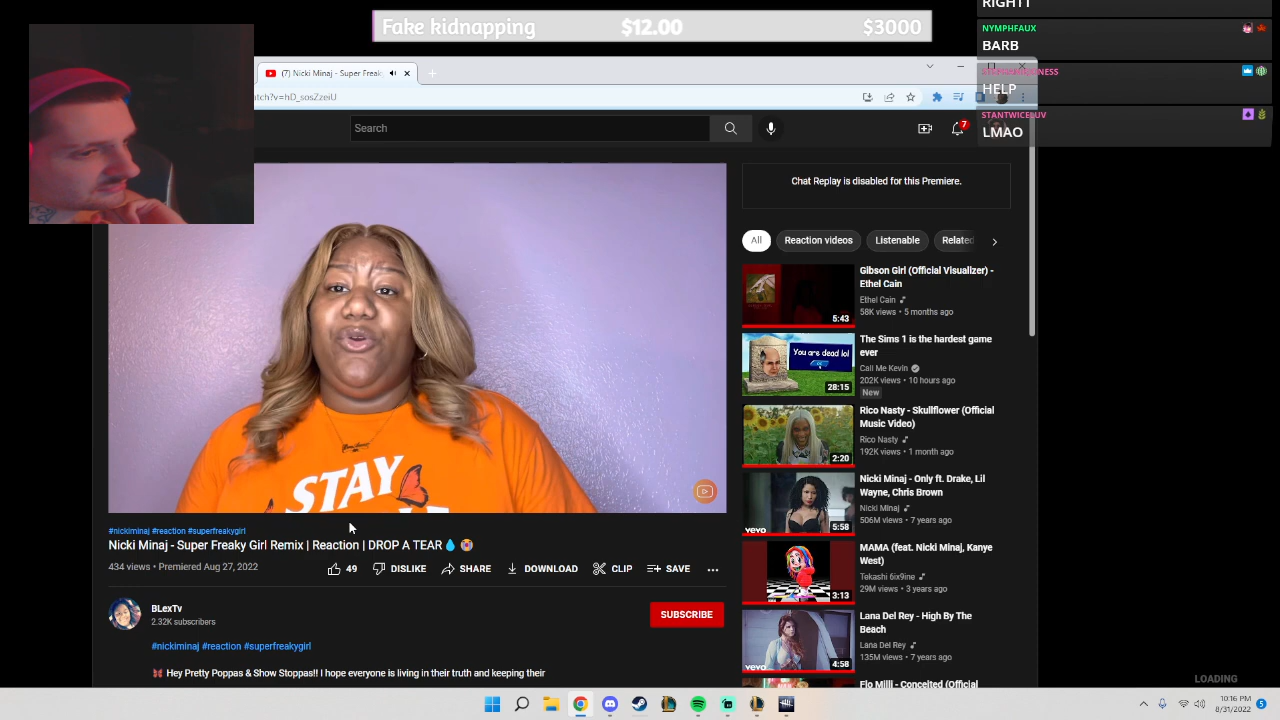 Fake kidnapping $12.00 $3000
RIGHT1
NYMPHFAUX
BARB
HELP
STANTWICELUV
LMAO
(7) Nicki Minaj - Super Freak
atch?v=hD_QSzZeiU
Search
7
Chat Replay is disabled for this Premiere.
All
Reaction videos
Listenable
Related
STAY
#nickiminaj #reaction #superfreakygirl
Nicki Minaj - Super Freaky Girl Remix | Reaction | DROP A TEAR💧
434 views • Premiered Aug 27, 2022
49
DISLIKE
SHARE
DOWNLOAD
CLIP
SAVE
BLexTv
2.32K subscribers
SUBSCRIBE
#nickiminaj #reaction #superfreakygirl
Hey Pretty Poppas & Show Stoppas!! I hope everyone is living in their truth and keeping their
5:43
Gibson Girl (Official Visualizer) -
Ethel Cain
Ethel Cain
58K views • 5 months ago
You are dead lol
28:15
The Sims 1 is the hardest game
ever
Call Me Kevin
202K views • 10 hours ago
New
2:20
Rico Nasty - Skullflower (Official
Music Video)
Rico Nasty
192K views • 1 month ago
vevo
5:58
Nicki Minaj - Only ft. Drake, Lil
Wayne, Chris Brown
Nicki Minaj
506M views • 7 years ago
3:13
MAMA (feat. Nicki Minaj, Kanye
West)
Tekashi 6ix9ine
29M views • 3 years ago
vevo
4:58
Lana Del Rey - High By The
Beach
Lana Del Rey
135M views • 7 years ago
Flo Milli - Conceited (Official
LOADING
10:16 PM
8/31/2022
5